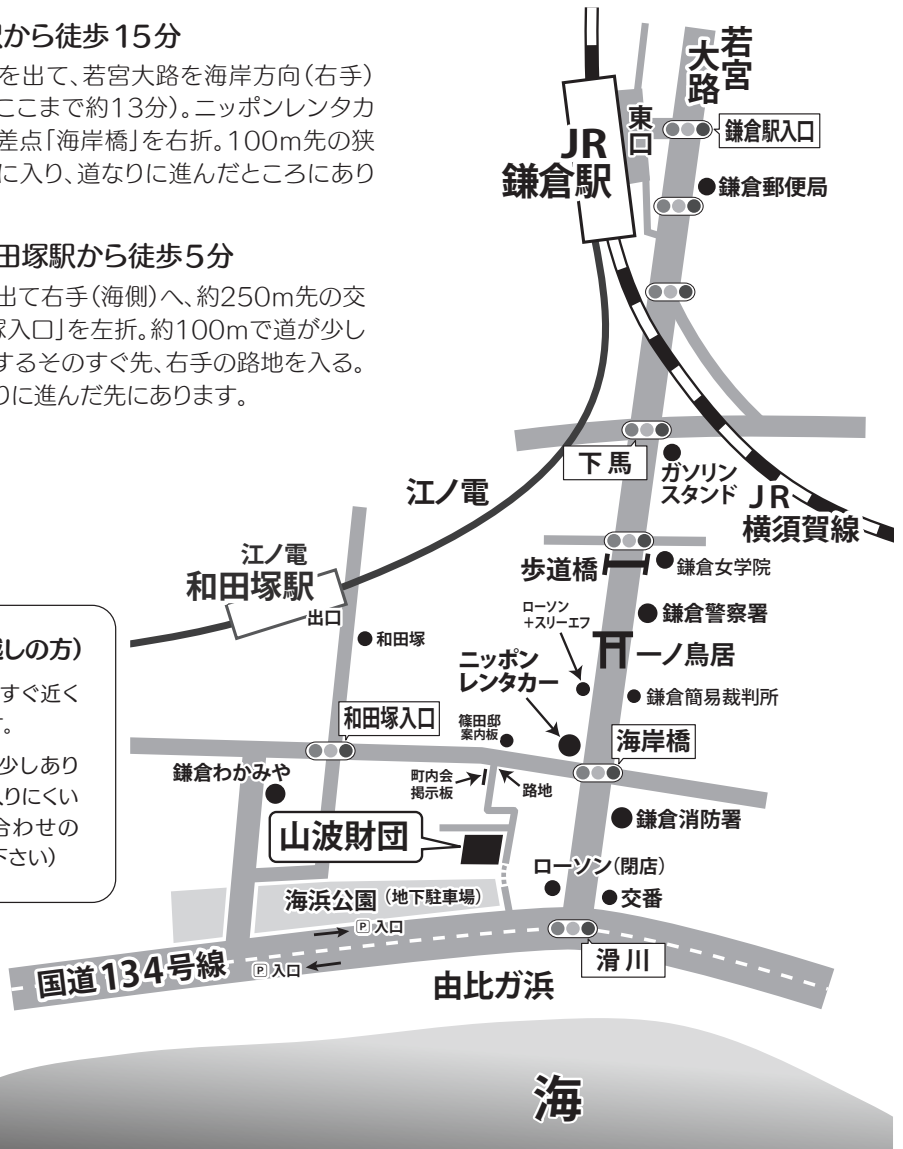 駅から徒歩15分
を出て、若宮大路を海岸方向(右手)
ここまで約13分)。ニッポンレンタカ
差点「海岸橋」を右折。100m先の狭
に入り、道なりに進んだところにあり
田塚駅から徒歩5分
出て右手(海側)へ、約250m先の交
塚入口」を左折。約100mで道が少し
するそのすぐ先、右手の路地を入る。
りに進んだ先にあります。
越しの方)
すぐ近く
す。
少しあり
入りにくい
合わせの
下さい)
若宮
大路
東口
鎌倉駅入口
JR
鎌倉駅
鎌倉郵便局
下馬
ガソリン
スタンド
JR
横須賀線
江ノ電
歩道橋
鎌倉女学院
江ノ電
和田塚駅
出口
和田塚
ローソン
+スリーエフ
鎌倉警察署
一ノ鳥居
ニッポン
レンタカー
鎌倉簡易裁判所
和田塚入口
篠田邸
案内板
海岸橋
鎌倉わかみや
町内会
掲示板
路地
山波財団
鎌倉消防署
ローソン(閉店)
交番
海浜公園(地下駐車場)
P 入口
国道134号線
P 入口
滑川
由比ガ浜
海